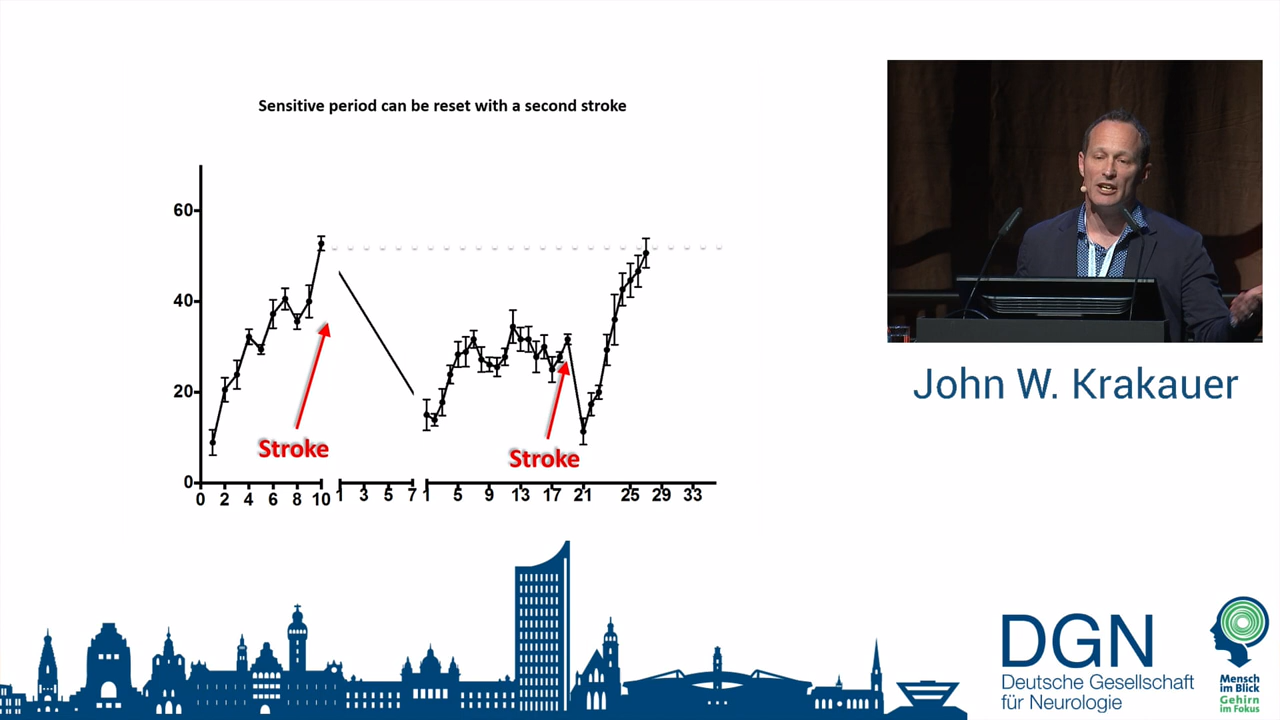 Sensitive period can be reset with a second stroke
60
40
20
0
Stroke
Stroke
0 2 4 6 8 10 1 3 5 7 1 5 9 13 17 21 25 29 33
John W. Krakauer
DGN
Deutsche Gesellschaft
für Neurologie
Mensch
im Blick
Gehirn
im Fokus